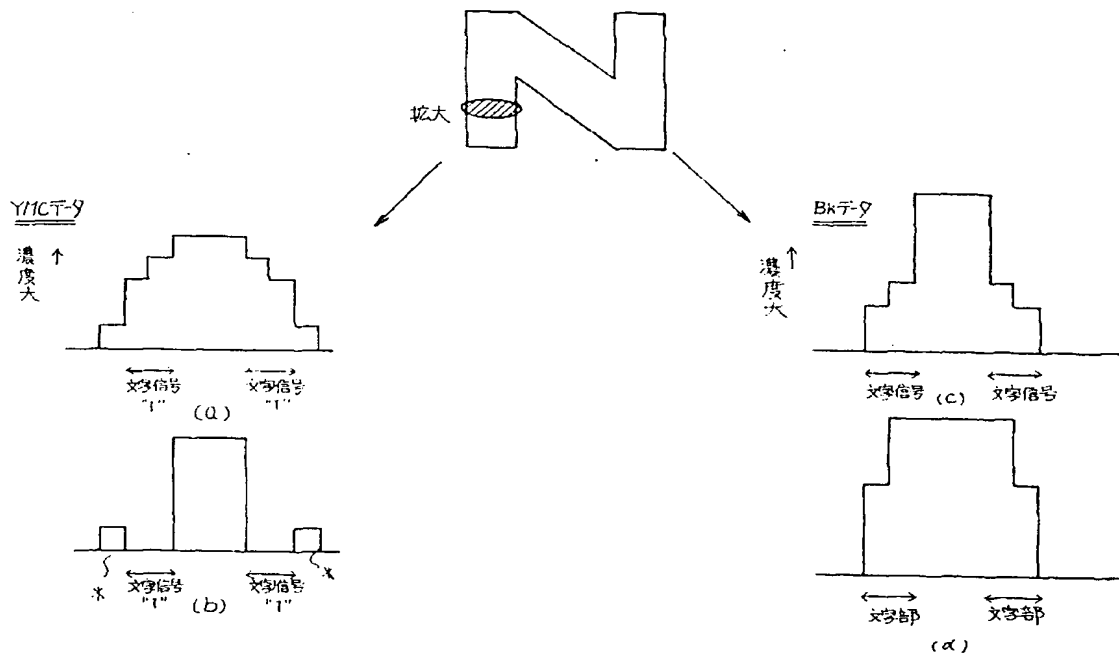 N
拡大
YMCデータ
濃度大
↑
文字信号
"1"
文字信号
"1"
(a)
*
文字信号
"1"
文字信号
"1"
*
(b)
Bkデータ
濃度大
↑
文字信号
文字信号
(c)
文字部
文字部
(d)